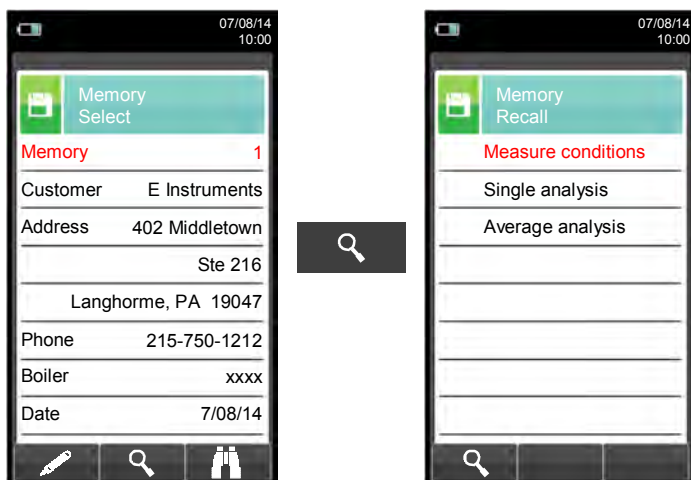 07/08/14
10:00
Memory
Select
Memory 1
Customer E Instruments
Address 402 Middletown
Ste 216
Langhorme, PA 19047
Phone 215-750-1212
Boiler xxxx
Date 7/08/14
07/08/14
10:00
Memory
Recall
Measure conditions
Single analysis
Average analysis